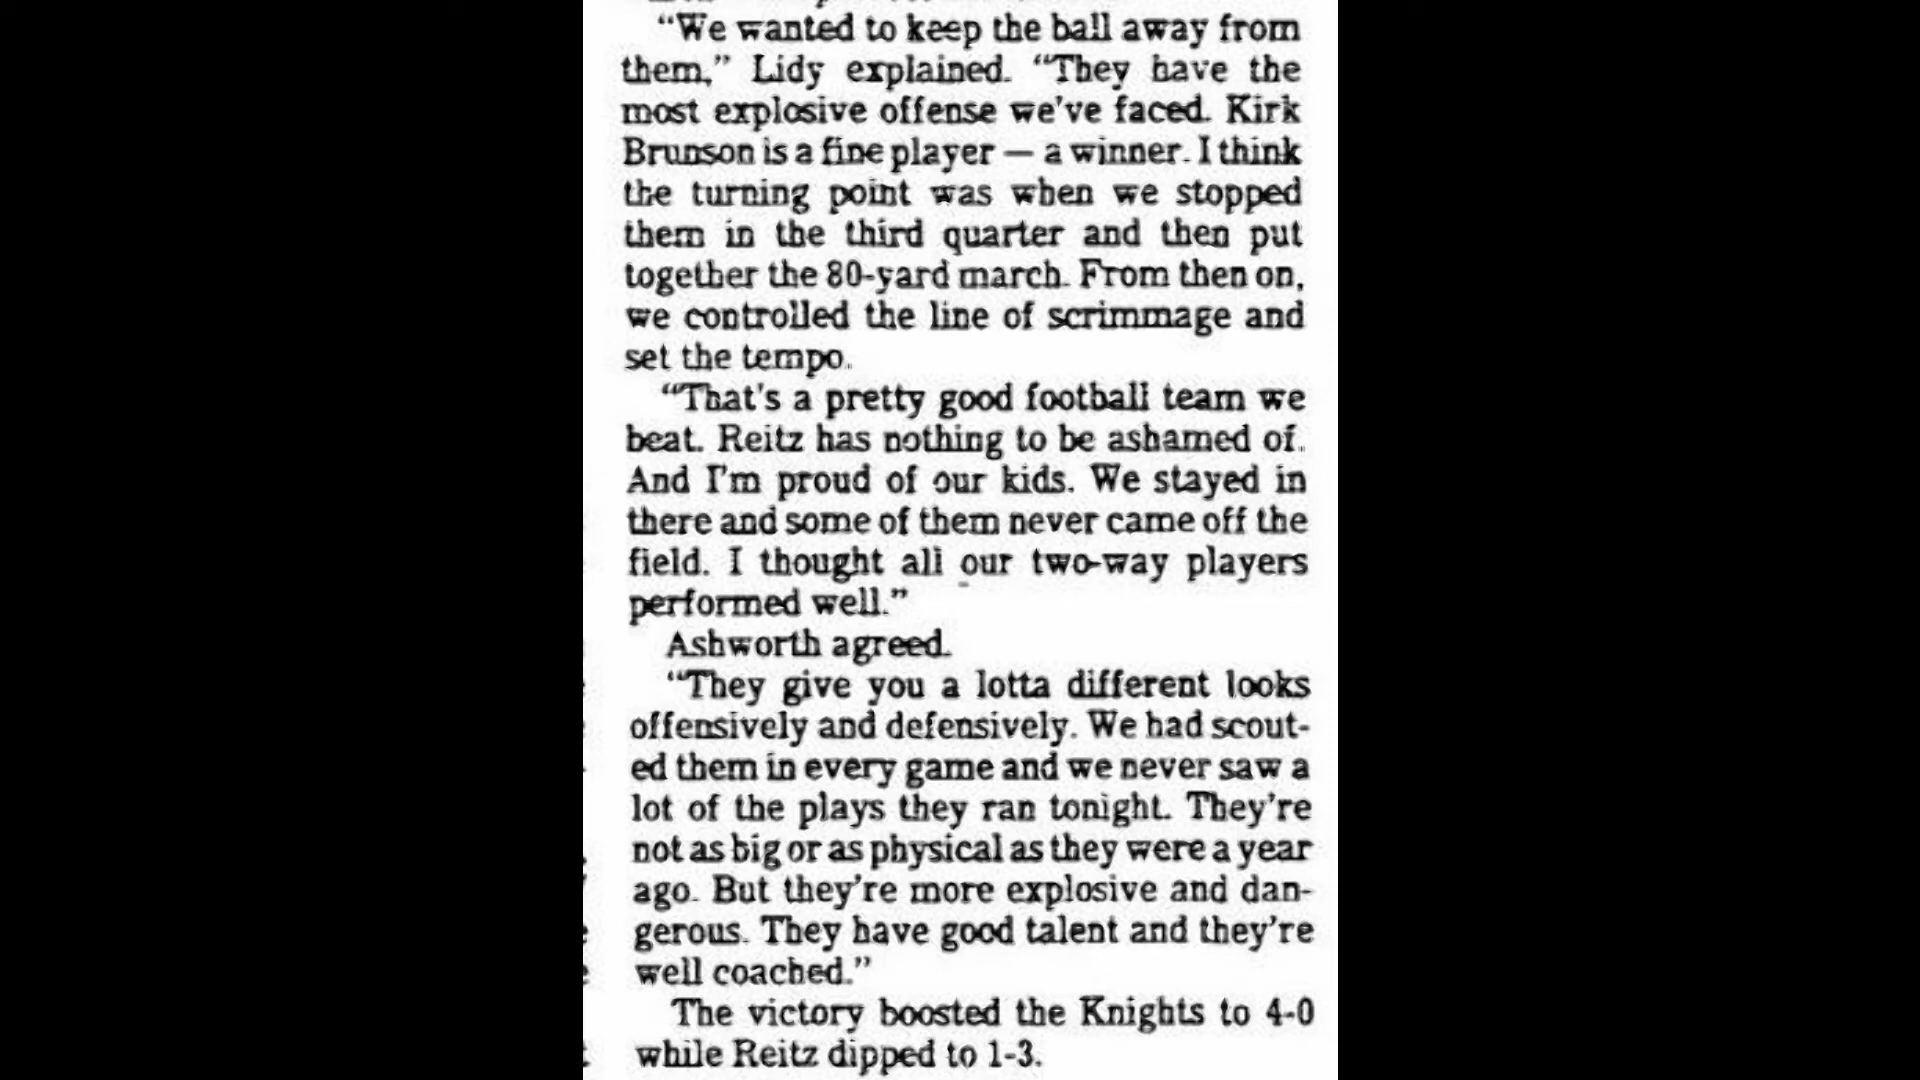 “We wanted to keep the ball away from
them,” Lidy explained. “They have the
most explosive offense we've faced. Kirk
Brunson is a fine player — a winner. I think
the turning point was when we stopped
them in the third quarter and then put
together the 80-yard march. From then on,
we controlled the line of scrimmage and
set the tempo.
“That's a pretty good football team we
beat. Reitz has nothing to be ashamed of.
And I'm proud of our kids. We stayed in
there and some of them never came off the
field. I thought all our two-way players
performed well.”
Ashworth agreed.
“They give you a lotta different looks
offensively and defensively. We had scout-
ed them in every game and we never saw a
lot of the plays they ran tonight. They're
not as big or as physical as they were a year
ago. But they're more explosive and dan-
gerous. They have good talent and they're
well coached.”
The victory boosted the Knights to 4-0
while Reitz dipped to 1-3.